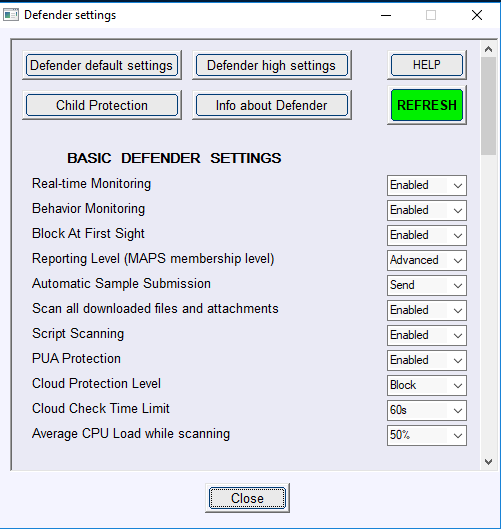 Defender settings
Defender default settings Defender high settings HELP
Child Protection Info about Defender REFRESH
BASIC DEFENDER SETTINGS
Real-time Monitoring Enabled
Behavior Monitoring Enabled
Block At First Sight Enabled
Reporting Level (MAPS membership level) Advanced
Automatic Sample Submission Send
Scan all downloaded files and attachments Enabled
Script Scanning Enabled
PUA Protection Enabled
Cloud Protection Level Block
Cloud Check Time Limit 60s
Average CPU Load while scanning 50%
Close